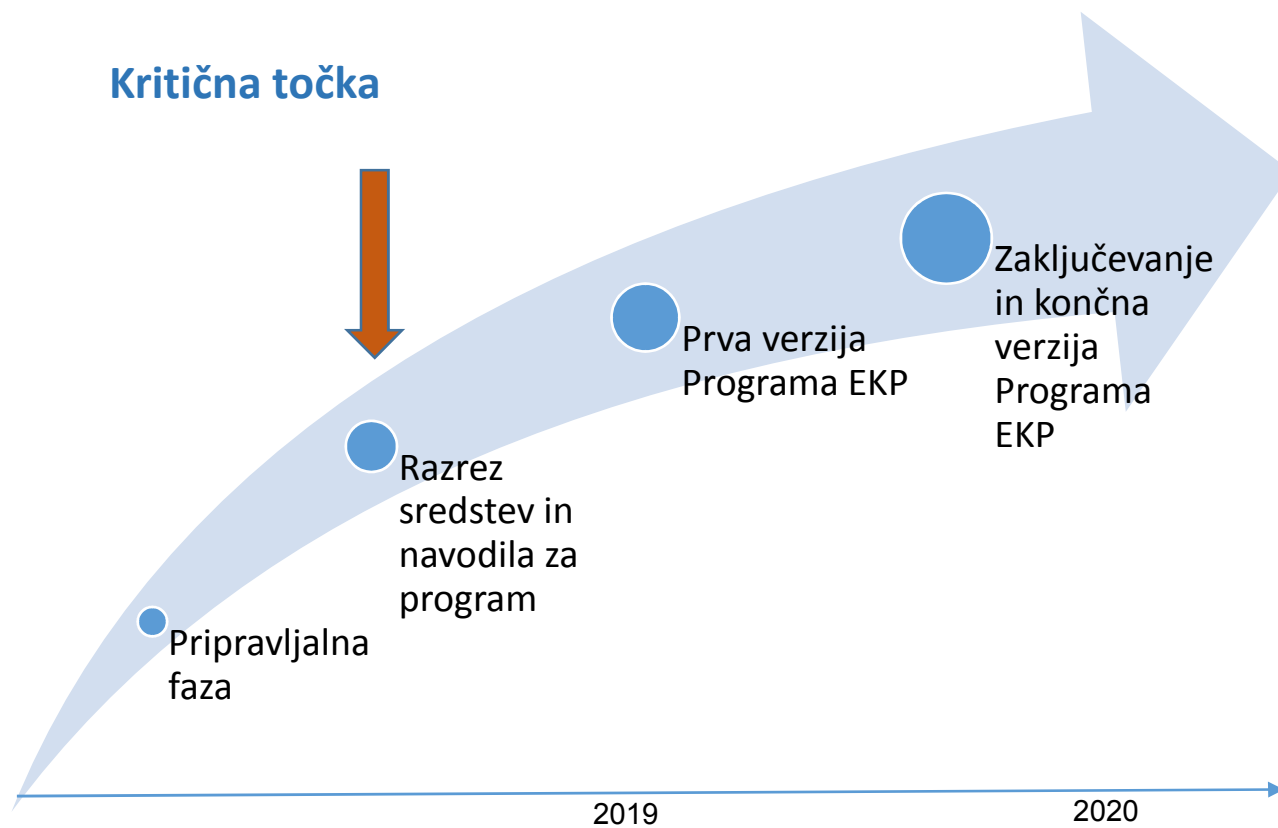 Kritična točka
Pripravljalna
faza
Razrez
sredstev in
navodila za
program
Prva verzija
Programa EKP
Zaključevanje
in končna
verzija
Programa
EKP
2019
2020